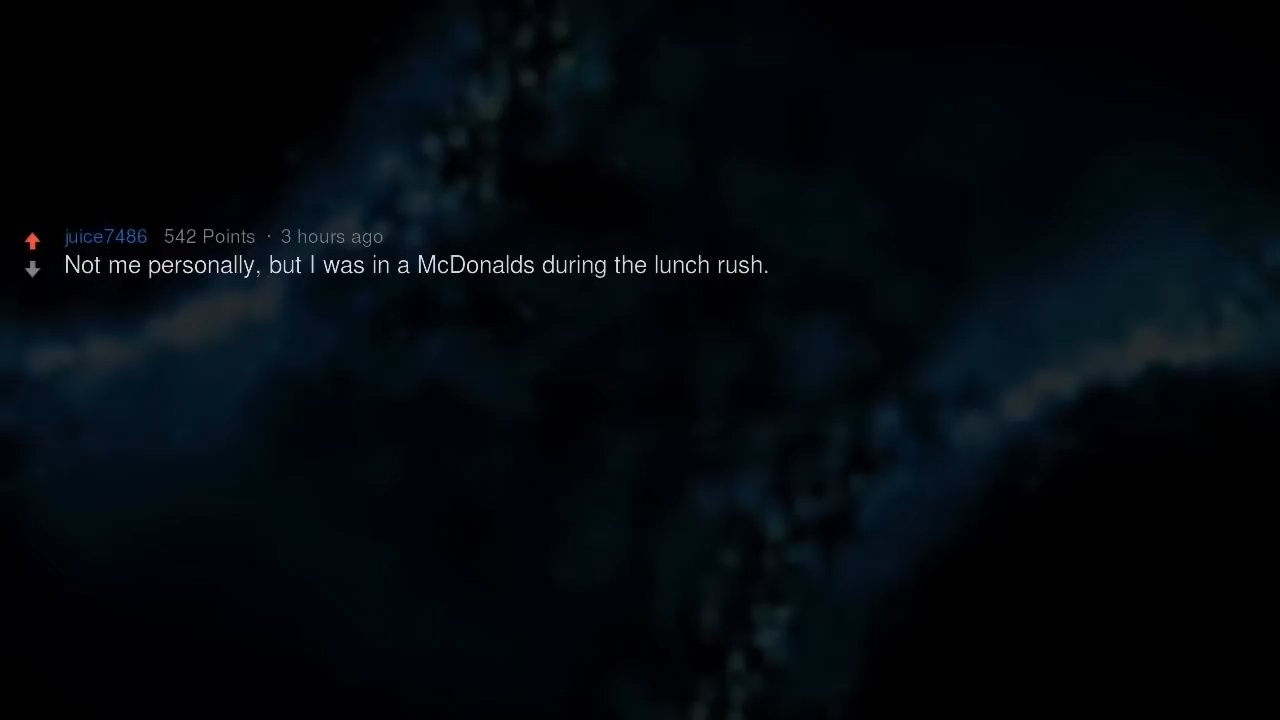 juice7486 542 Points · 3 hours ago
Not me personally, but I was in a McDonalds during the lunch rush.